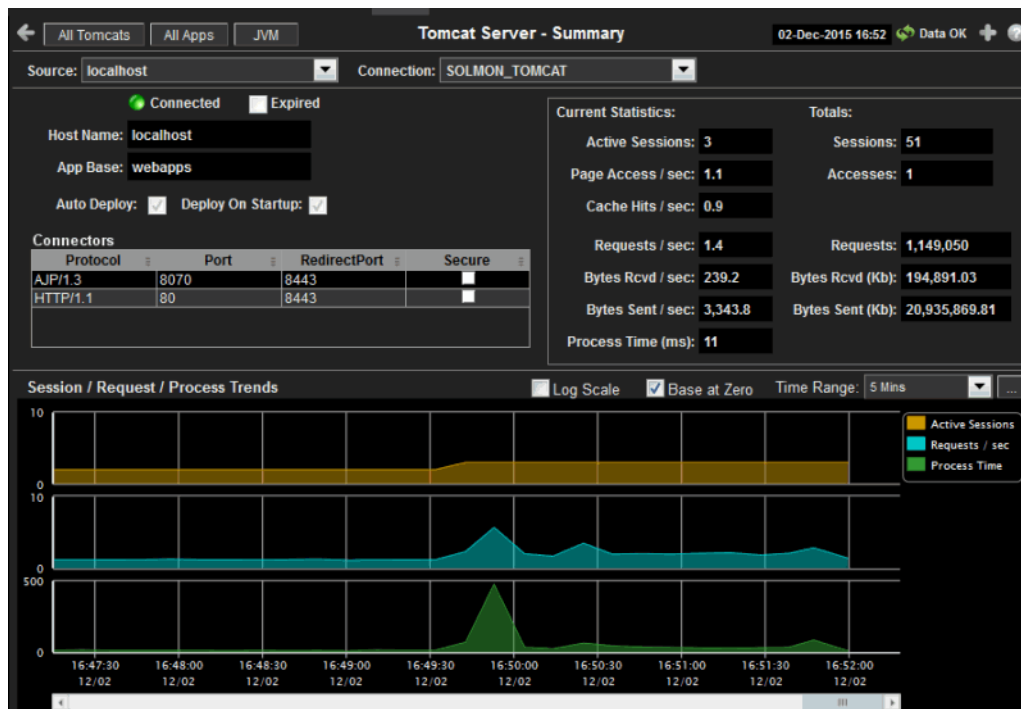 All Tomcats All Apps JVM Tomcat Server - Summary 02-Dec-2015 16:52 Data OK
Source: localhost Connection: SOLMON_TOMCAT
Connected Expired
Host Name: localhost
App Base: webapps
Auto Deploy: Deploy On Startup:
Connectors
Protocol Port RedirectPort Secure
AJP/1.3 8070 8443
HTTP/1.1 80 8443
Current Statistics: Totals:
Active Sessions: 3 Sessions: 51
Page Access / sec: 1.1 Accesses: 1
Cache Hits / sec: 0.9
Requests / sec: 1.4 Requests: 1,149,050
Bytes Rcvd / sec: 239.2 Bytes Rcvd (Kb): 194,891.03
Bytes Sent / sec: 3,343.8 Bytes Sent (Kb): 20,935,869.81
Process Time (ms): 11
Session / Request / Process Trends Log Scale Base at Zero Time Range: 5 Mins ...
10
0
10
0
500
0
Active Sessions
Requests / sec
Process Time
16:47:30 16:48:00 16:48:30 16:49:00 16:49:30 16:50:00 16:50:30 16:51:00 16:51:30 16:52:00
12/02 12/02 12/02 12/02 12/02 12/02 12/02 12/02 12/02 12/02